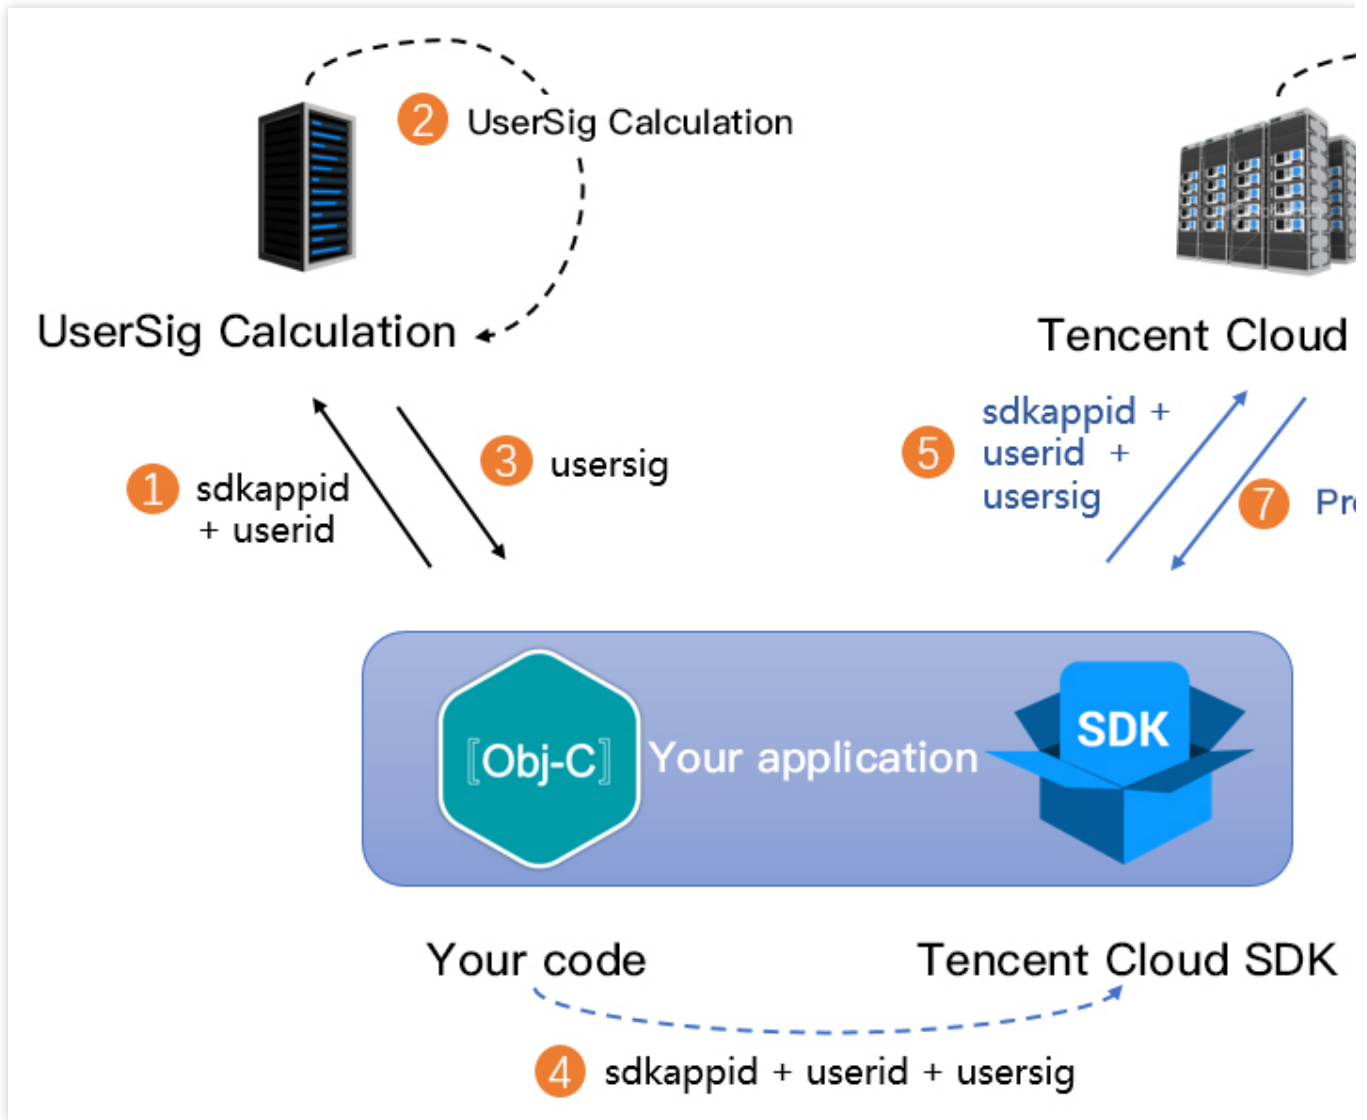 2 UserSig Calculation
UserSig Calculation
Tencent Cloud
1 sdkappid
+ userid
3 usersig
5 sdkappid +
userid +
usersig
7
[Obj-C]
Your application
SDK
Your code
Tencent Cloud SDK
4 sdkappid + userid + usersig